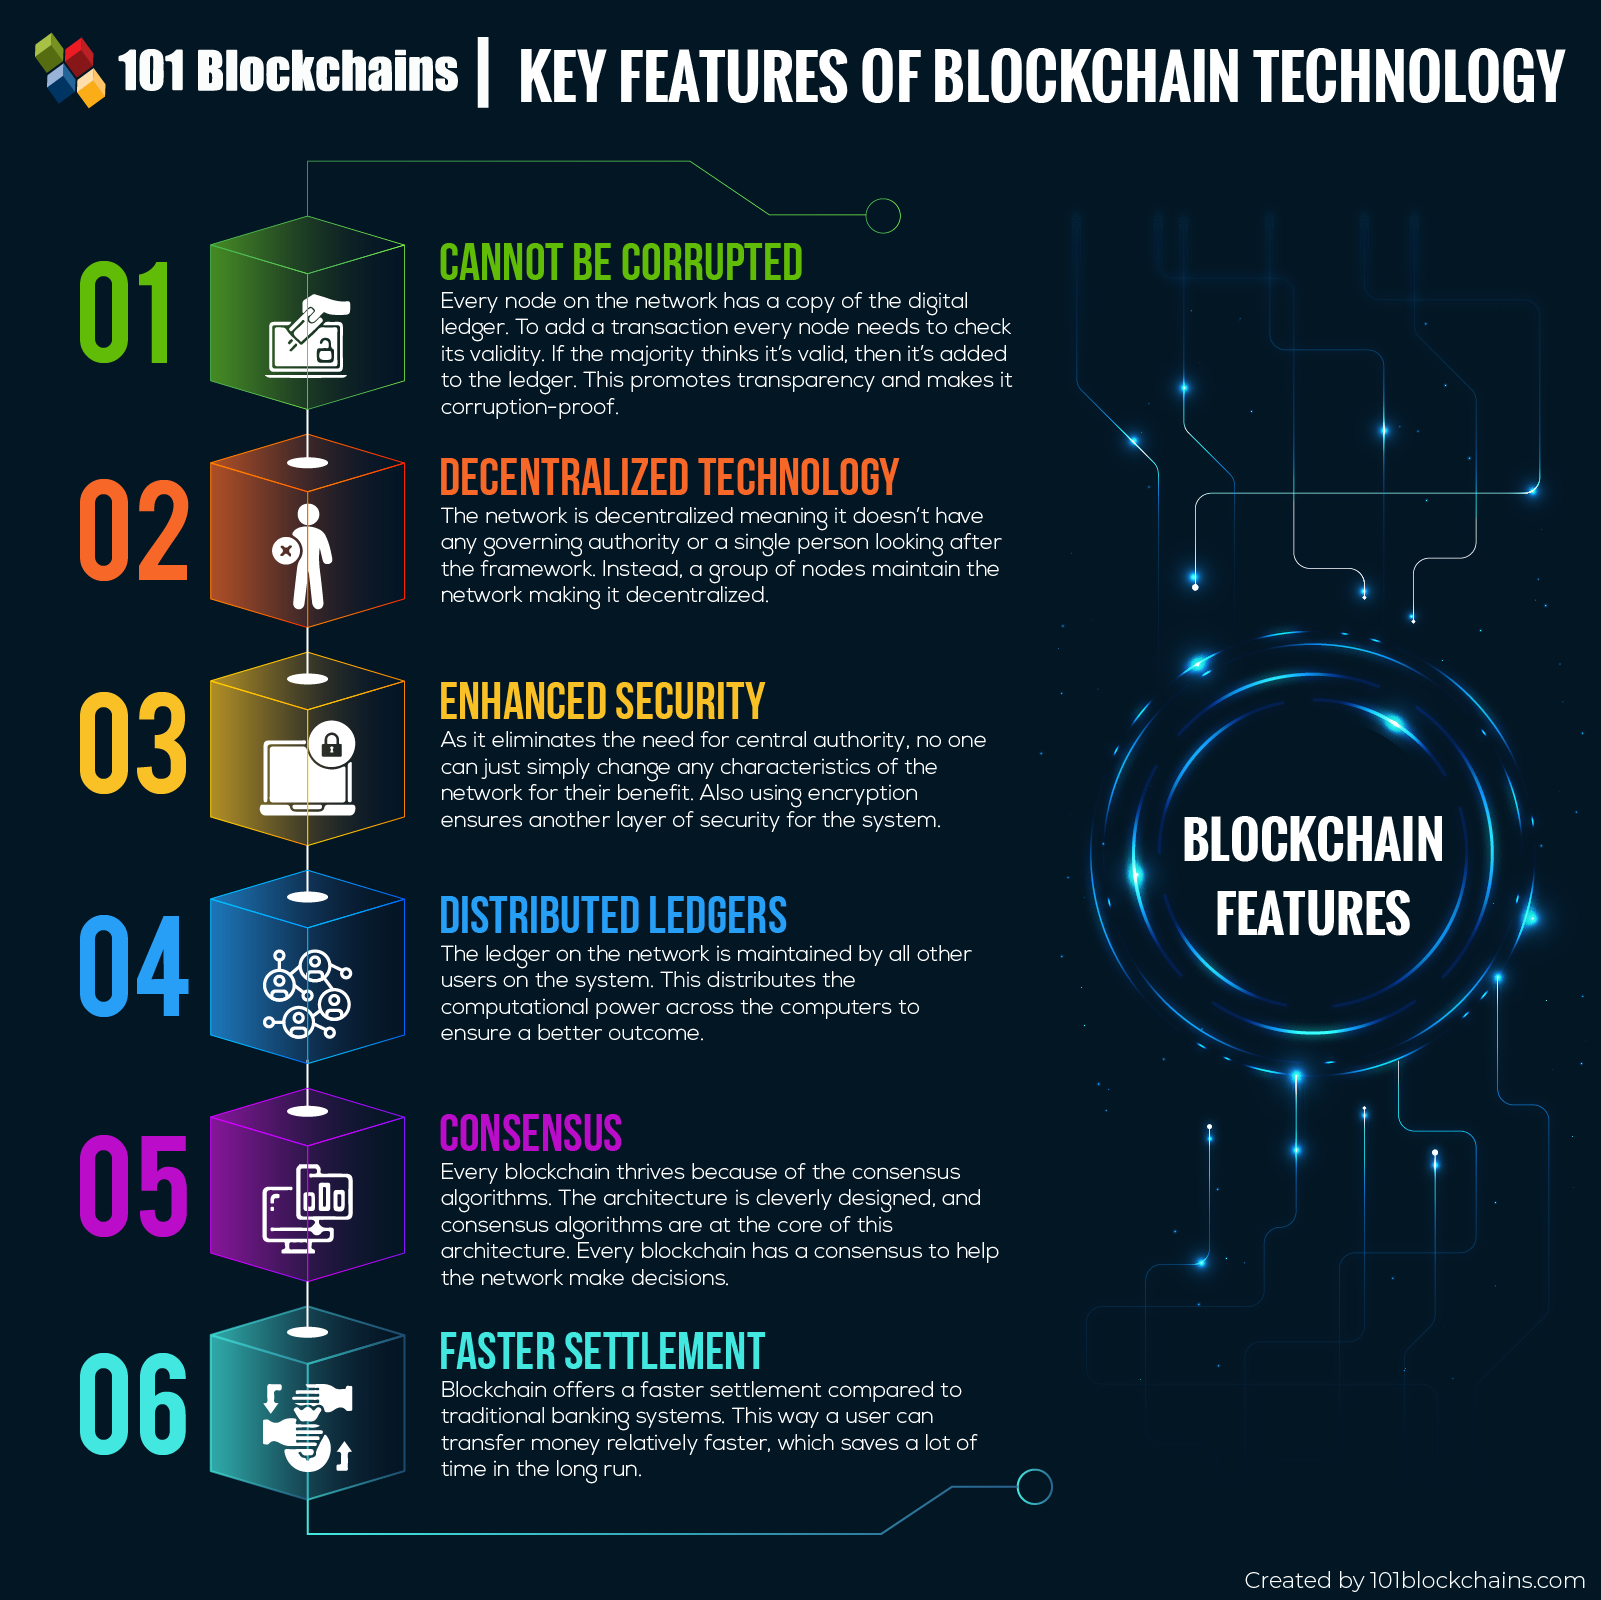 101 Blockchains | KEY FEATURES OF BLOCKCHAIN TECHNOLOGY
01
CANNOT BE CORRUPTED
Every node on the network has a copy of the digital
ledger. To add a transaction every node needs to check
its validity. If the majority thinks it's valid, then it's added
to the ledger. This promotes transparency and makes it
corruption-proof.
02
DECENTRALIZED TECHNOLOGY
The network is decentralized meaning it doesn't have
any governing authority or a single person looking after
the framework. Instead, a group of nodes maintain the
network making it decentralized.
03
ENHANCED SECURITY
As it eliminates the need for central authority, no one
can just simply change any characteristics of the
network for their benefit. Also using encryption
ensures another layer of security for the system.
04
DISTRIBUTED LEDGERS
The ledger on the network is maintained by all other
users on the system. This distributes the
computational power across the computers to
ensure a better outcome.
05
CONSENSUS
Every blockchain thrives because of the consensus
algorithms. The architecture is cleverly designed, and
consensus algorithms are at the core of this
architecture. Every blockchain has a consensus to help
the network make decisions.
06
FASTER SETTLEMENT
Blockchain offers a faster settlement compared to
traditional banking systems. This way a user can
transfer money relatively faster, which saves a lot of
time in the long run.
BLOCKCHAIN
FEATURES
Created by 101blockchains.com